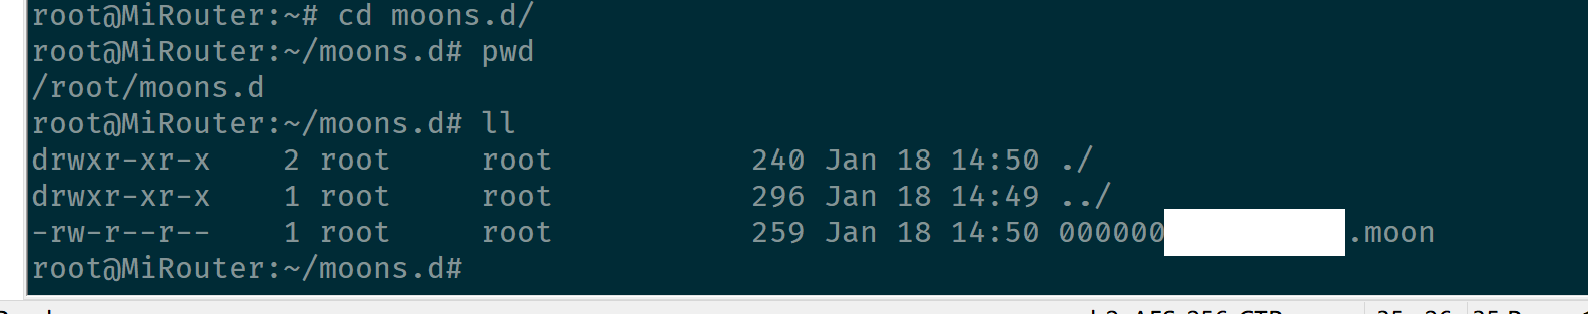 root@MiRouter:~# cd moons.d/
root@MiRouter:~/moons.d# pwd
/root/moons.d
root@MiRouter:~/moons.d# ll
drwxr-xr-x    2 root     root           240 Jan 18 14:50 ./
drwxr-xr-x    1 root     root           296 Jan 18 14:49 ../
-rw-r--r--    1 root     root           259 Jan 18 14:50 000000 .moon
root@MiRouter:~/moons.d#